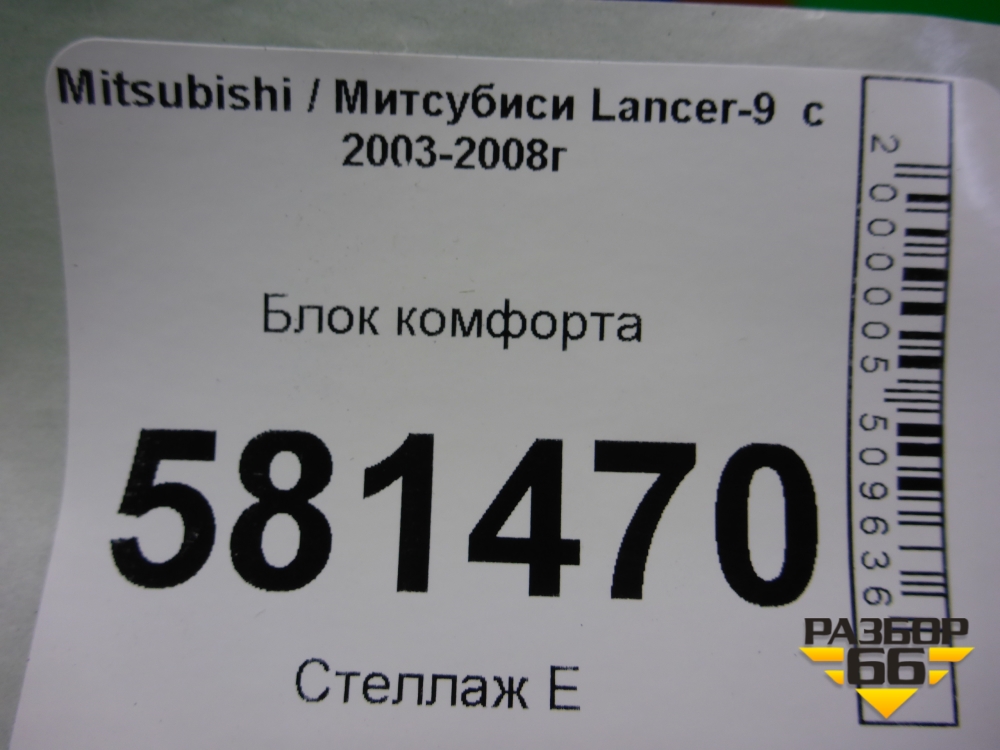 Mitsubishi / Митсубиси Lancer-9 с
2003-2008г
Блок комфорта
581470
Стеллаж Е
2000005509636
РАЗБОР
66